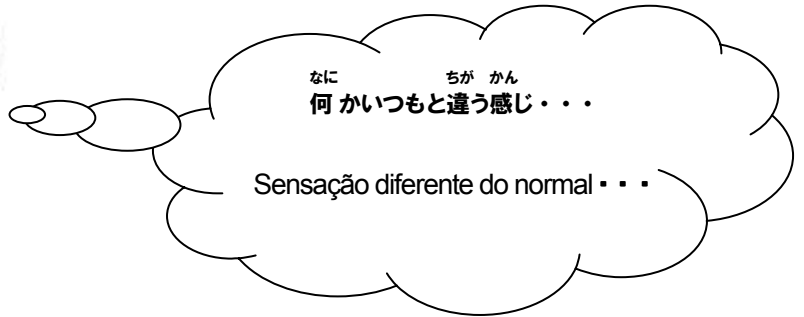 なに ちが かん
何かいつもと違う感じ・・・
Sensação diferente do normal・・・